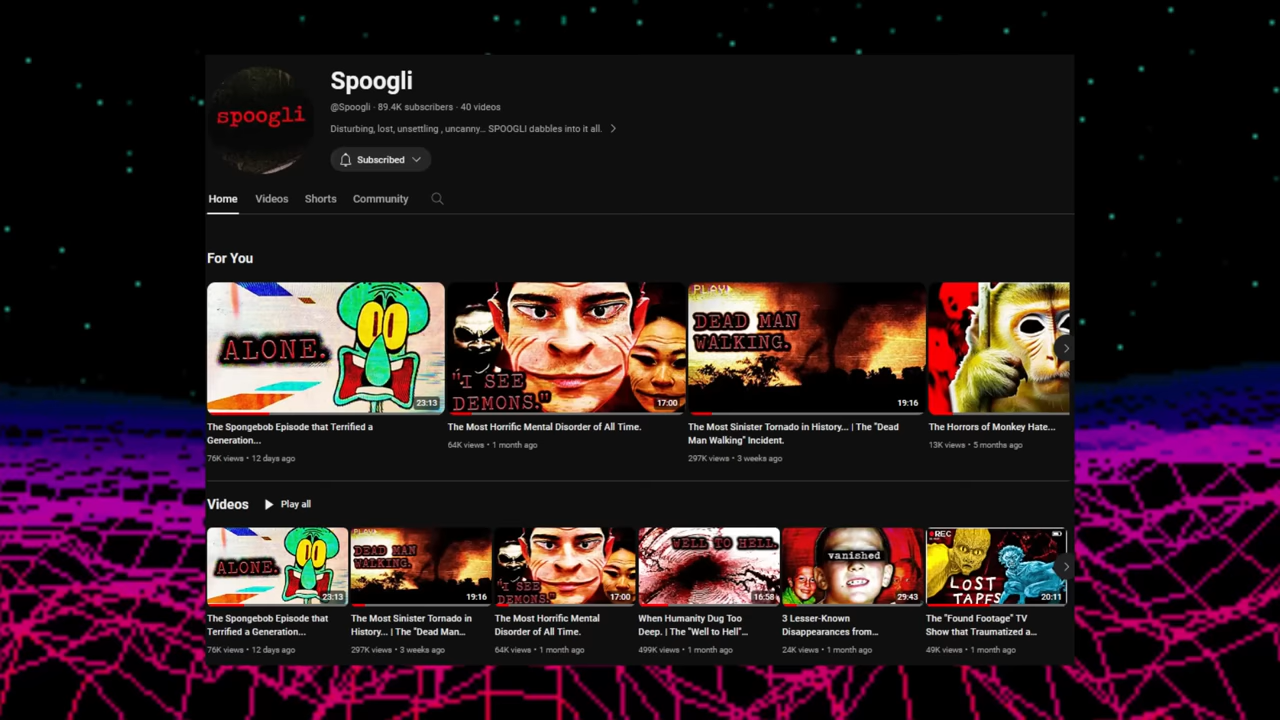 spoogli
Spoogli
@Spoogli · 89.4K subscribers · 40 videos
Disturbing, lost, unsettling , uncanny... SPOOGLI dabbles into it all.
Subscribed
Home Videos Shorts Community
For You
ALONE.
23:13
"I SEE
DEMONS."
17:00
PLAY
DEAD MAN
WALKING.
19:16
The Spongebob Episode that Terrified a
Generation...
76K views • 12 days ago
The Most Horrific Mental Disorder of All Time.
64K views • 1 month ago
The Most Sinister Tornado in History... | The "Dead
Man Walking" Incident.
297K views • 3 weeks ago
The Horrors of Monkey Hate...
13K views • 5 months ago
Videos Play all
ALONE.
23:13
PLAY
DEAD MAN
WALKING.
19:16
"I SEE
DEMONS."
17:00
WELL TO HELL.
16:58
vanished
29:43
REC
LOST
TAPES
20:11
The Spongebob Episode that
Terrified a Generation...
76K views • 12 days ago
The Most Sinister Tornado in
History... | The "Dead Man...
297K views • 3 weeks ago
The Most Horrific Mental
Disorder of All Time.
64K views • 1 month ago
When Humanity Dug Too
Deep. | The "Well to Hell"...
499K views • 1 month ago
3 Lesser-Known
Disappearances from...
24K views • 1 month ago
The "Found Footage" TV
Show that Traumatized a...
49K views • 1 month ago